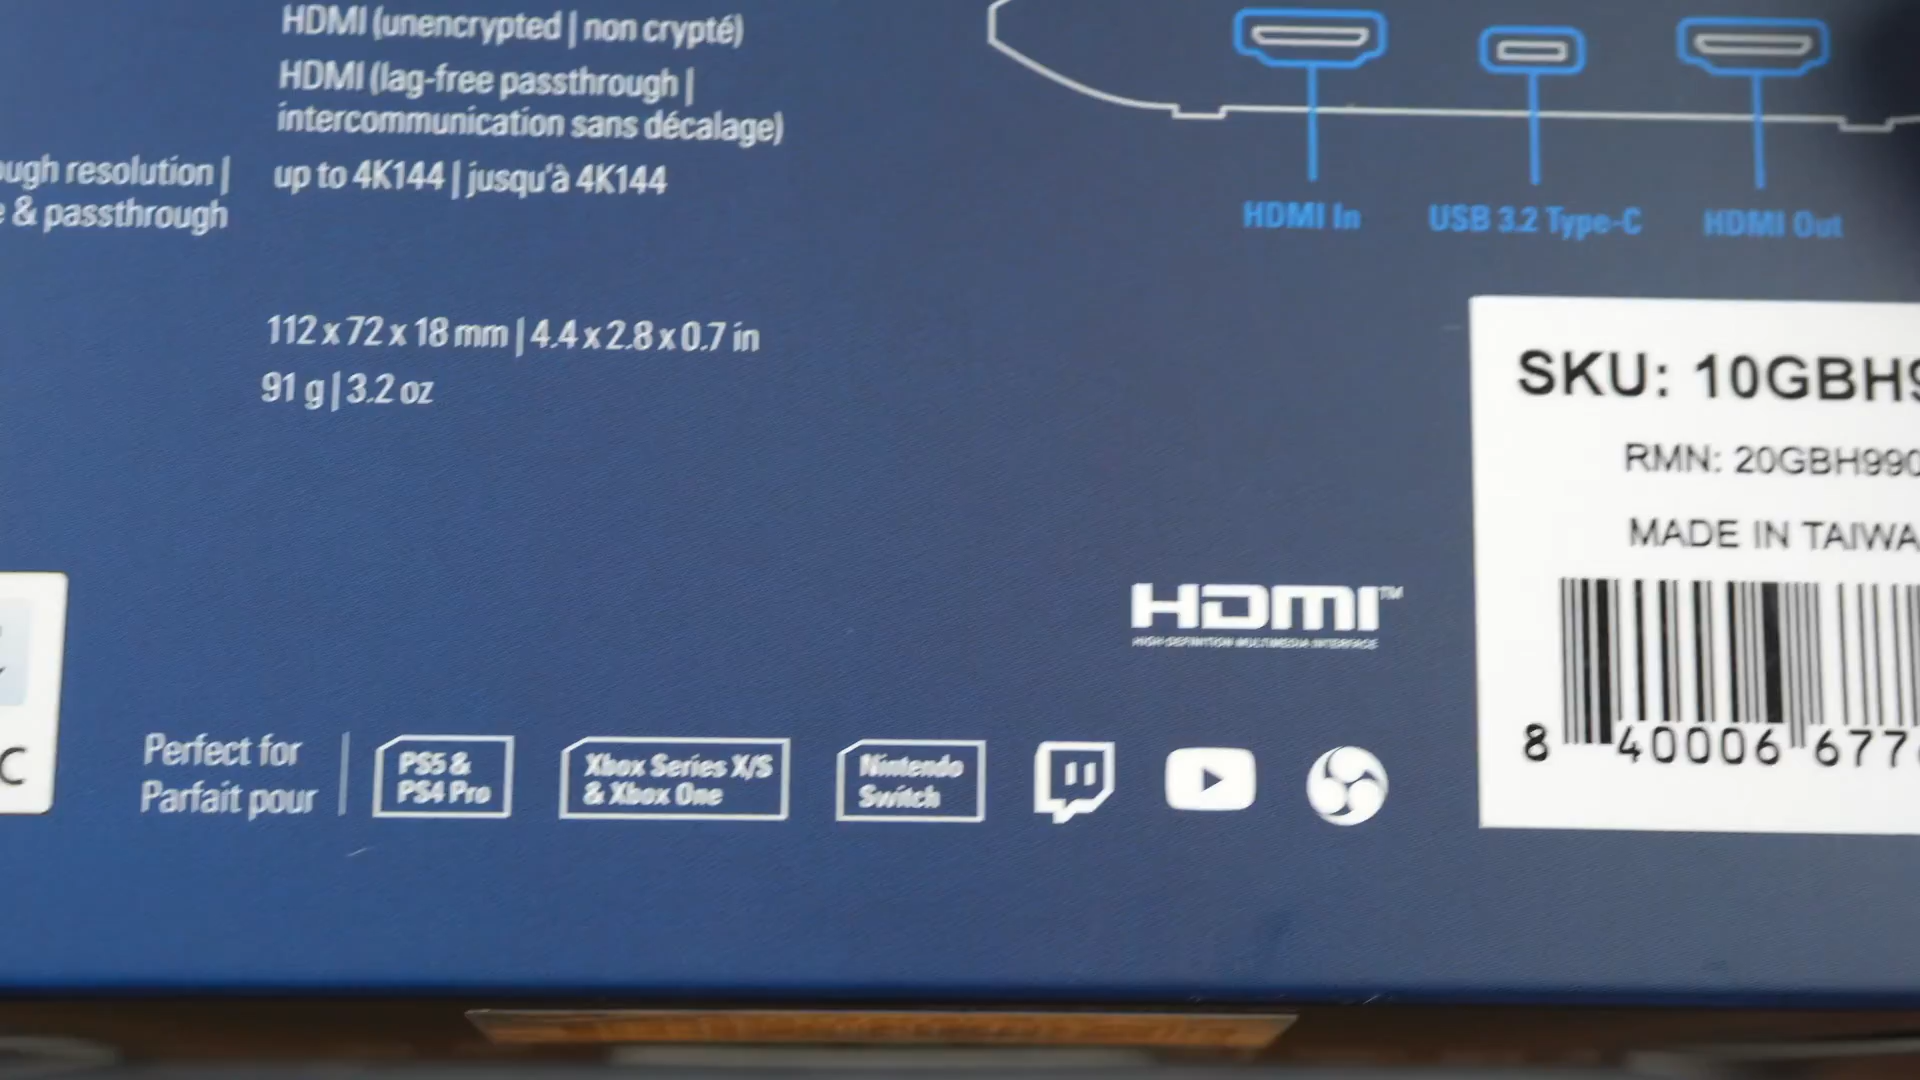 HDMI (unencrypted | non crypté)
HDMI (lag-free passthrough |
intercommunication sans décalage)
ugh resolution |
& passthrough
up to 4K144 | jusqu'à 4K144
112 x 72 x 18 mm | 4.4 x 2.8 x 0.7 in
91 g | 3.2 oz
HDMI In
USB 3.2 Type-C
HDMI Out
SKU: 10GBH9
RMN: 20GBH990
MADE IN TAIWA
8 40006 677
HDMI™
HIGH-DEFINITION MULTIMEDIA INTERFACE
C
Perfect for
Parfait pour
PS5 &
PS4 Pro
Xbox Series X/S
& Xbox One
Nintendo
Switch